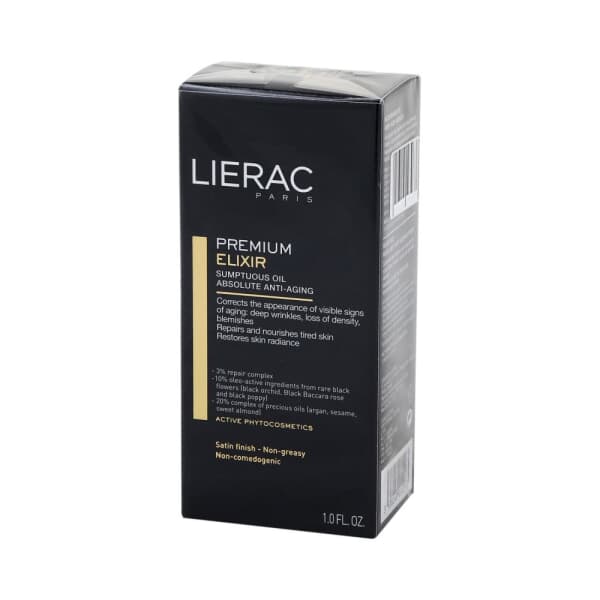 LIERAC
PARIS
PREMIUM
ELIXIR
SUMPTUOUS OIL
ABSOLUTE ANTI-AGING
Corrects the appearance of visible signs
of aging: deep wrinkles, loss of density,
blemishes
Repairs and nourishes tired skin
Restores skin radiance
- 3% repair complex
-10% oleo-active ingredients from rare black
flowers (black orchid, Black Baccara rose
and black poppy)
- 20% complex of precious oils (argan, sesame,
sweet almond)
ACTIVE PHYTOCOSMETICS
Satin finish - Non-greasy
Non-comedogenic
1.0 FL. OZ.